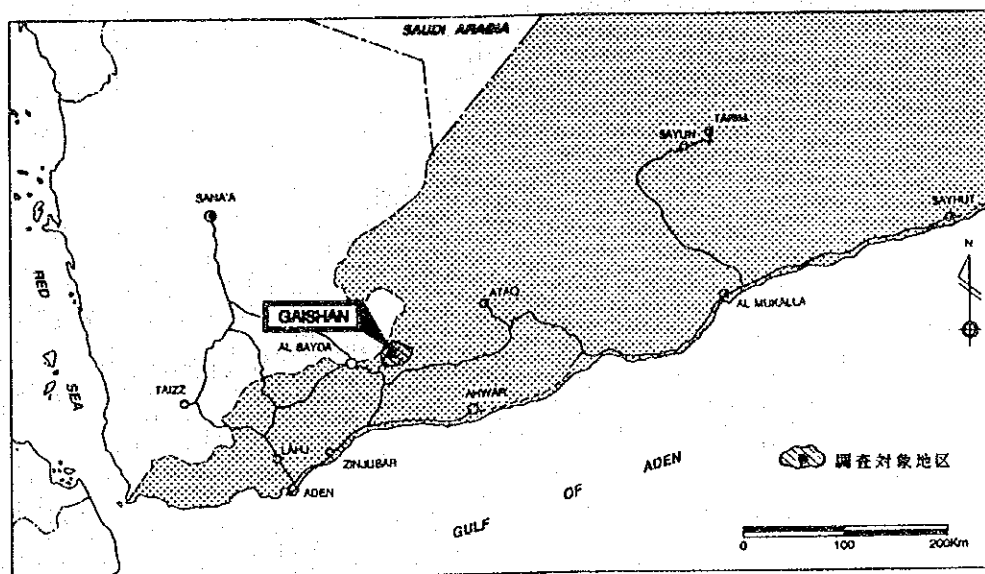 SAUDI ARABIA
TARIM
SAYUN
SANA'A
SAYHUT
N
RED
SEA
ATAQ
AL MUKALLA
GAISHAN
AL BAYDA
TAIZZ
AHWAR
LAHJ
ZINJUBAR
ADEN
GULF
OF
ADEN
調査対象地区
0
100
200Km